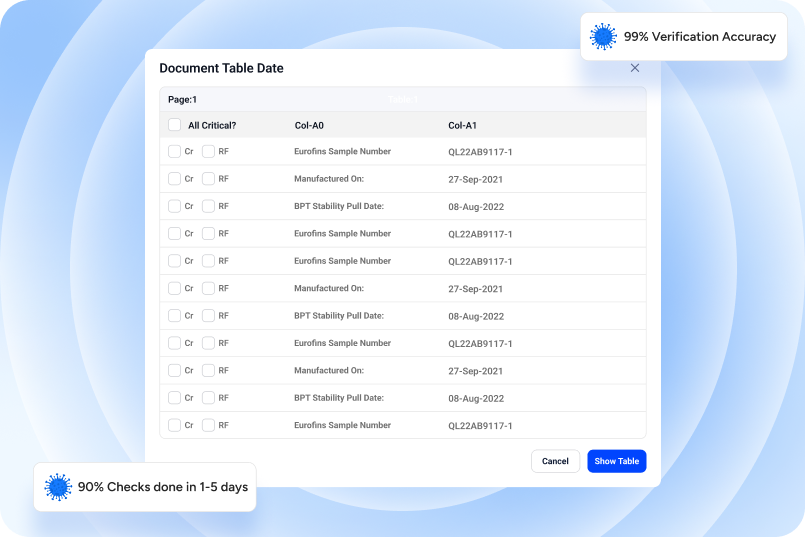 99% Verification Accuracy
Document Table Date
Page:1 Table:1
All Critical? Col-A0 Col-A1
Cr RF Eurofins Sample Number QL22AB9117-1
Cr RF Manufactured On: 27-Sep-2021
Cr RF BPT Stability Pull Date: 08-Aug-2022
Cr RF Eurofins Sample Number QL22AB9117-1
Cr RF Eurofins Sample Number QL22AB9117-1
Cr RF Manufactured On: 27-Sep-2021
Cr RF BPT Stability Pull Date: 08-Aug-2022
Cr RF Eurofins Sample Number QL22AB9117-1
Cr RF Manufactured On: 27-Sep-2021
Cr RF BPT Stability Pull Date: 08-Aug-2022
Cr RF Eurofins Sample Number QL22AB9117-1
Cancel Show Table
90% Checks done in 1-5 days